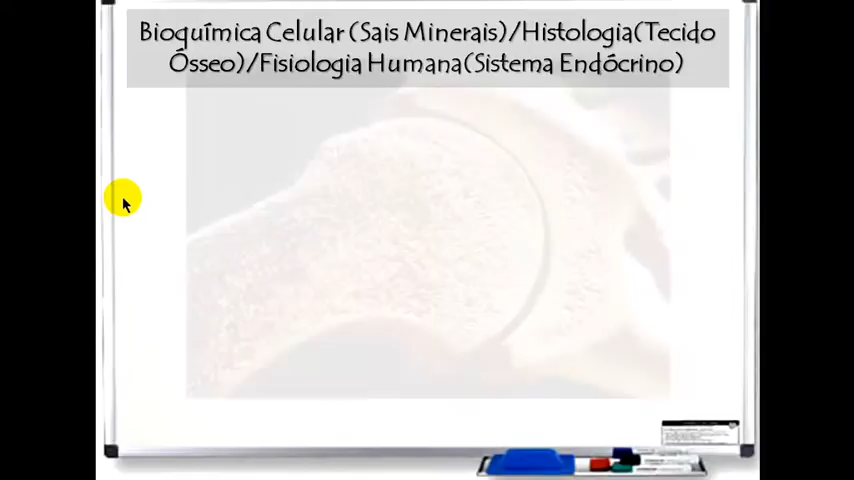 Bioquímica Celular (Sais Minerais)/Histologia(Tecido
Ósseo)/Fisiologia Humana(Sistema Endócrino)